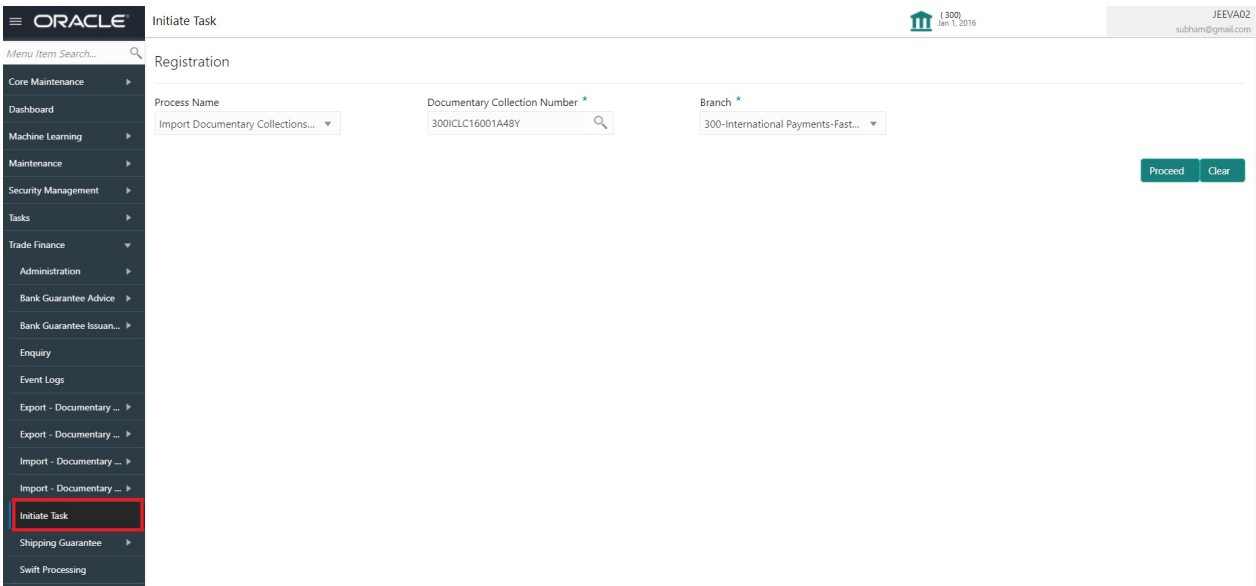 ORACLE
Initiate Task
( 300)
Jan 1, 2016
JEEVA02
subham@gmail.com
Menu Item Search...
Core Maintenance
Dashboard
Machine Learning
Maintenance
Security Management
Tasks
Trade Finance
Administration
Bank Guarantee Advice
Bank Guarantee Issuan...
Enquiry
Event Logs
Export - Documentary ...
Export - Documentary ...
Import - Documentary ...
Import - Documentary ...
Initiate Task
Shipping Guarantee
Swift Processing
Registration
Process Name
Import Documentary Collections...
Documentary Collection Number *
300ICLC16001A48Y
Branch *
300-International Payments-Fast...
Proceed
Clear